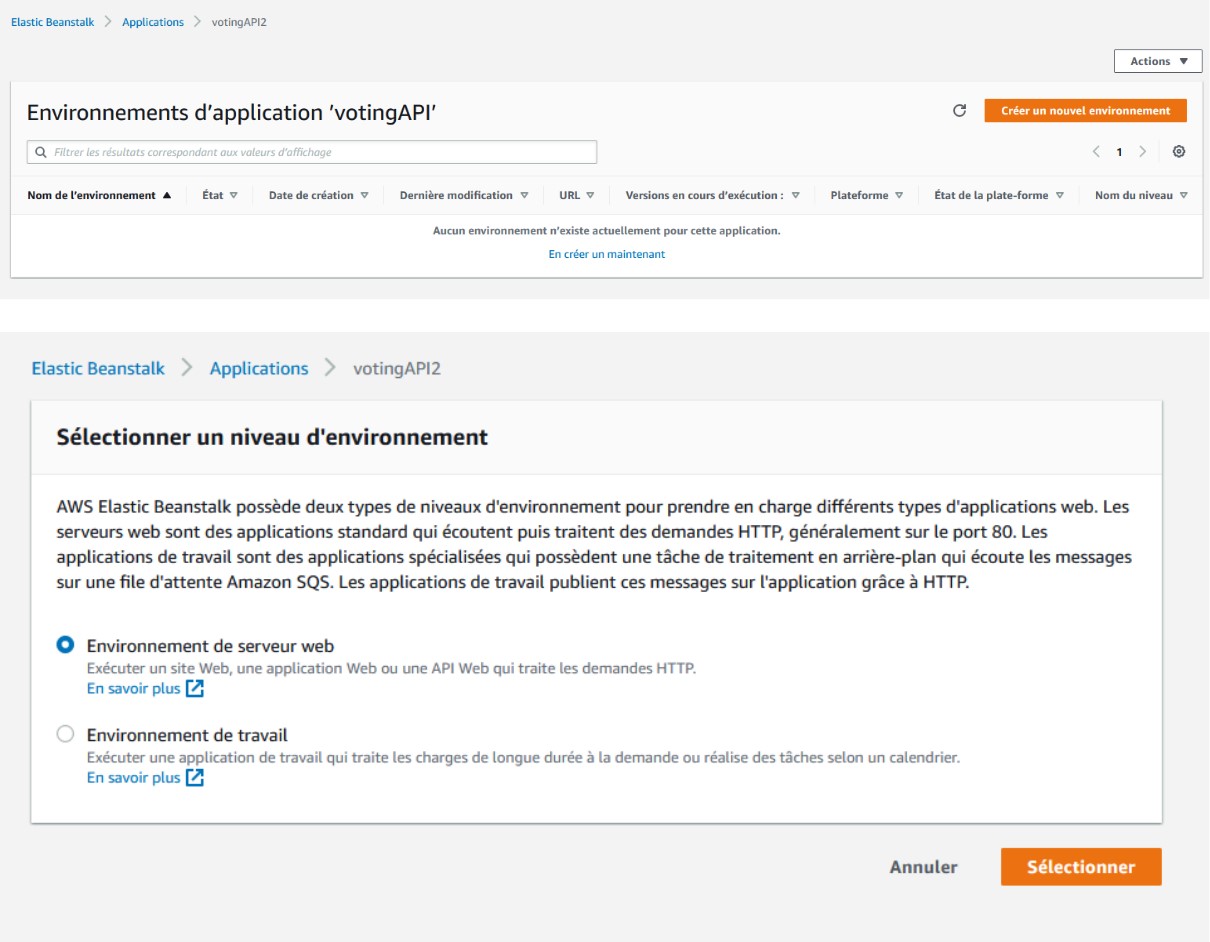 Elastic Beanstalk > Applications > votingAPI2
Actions ▼
Environnements d'application 'votingAPI'
Créer un nouvel environnement
Filtrer les résultats correspondant aux valeurs d'affichage
< 1 >
Nom de l'environnement ▲ État ▽ Date de création ▽ Dernière modification ▽ URL ▽ Versions en cours d'exécution : ▽ Plateforme ▽ État de la plate-forme ▽ Nom du niveau ▽
Aucun environnement n'existe actuellement pour cette application.
En créer un maintenant
Elastic Beanstalk > Applications > votingAPI2
Sélectionner un niveau d'environnement
AWS Elastic Beanstalk possède deux types de niveaux d'environnement pour prendre en charge différents types d'applications web. Les
serveurs web sont des applications standard qui écoutent puis traitent des demandes HTTP, généralement sur le port 80. Les
applications de travail sont des applications spécialisées qui possèdent une tâche de traitement en arrière-plan qui écoute les messages
sur une file d'attente Amazon SQS. Les applications de travail publient ces messages sur l'application grâce à HTTP.
Environnement de serveur web
Exécuter un site Web, une application Web ou une API Web qui traite les demandes HTTP.
En savoir plus
Environnement de travail
Exécuter une application de travail qui traite les charges de longue durée à la demande ou réalise des tâches selon un calendrier.
En savoir plus
Annuler
Sélectionner